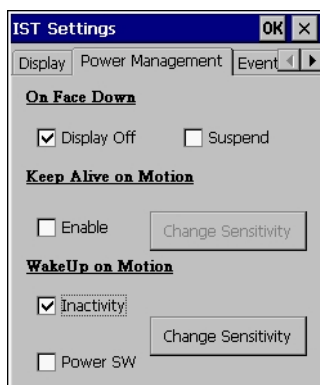 IST Settings OK ×
Display Power Management Event
On Face Down
Display Off Suspend
Keep Alive on Motion
Enable Change Sensitivity
WakeUp on Motion
Inactivity
Change Sensitivity
Power SW